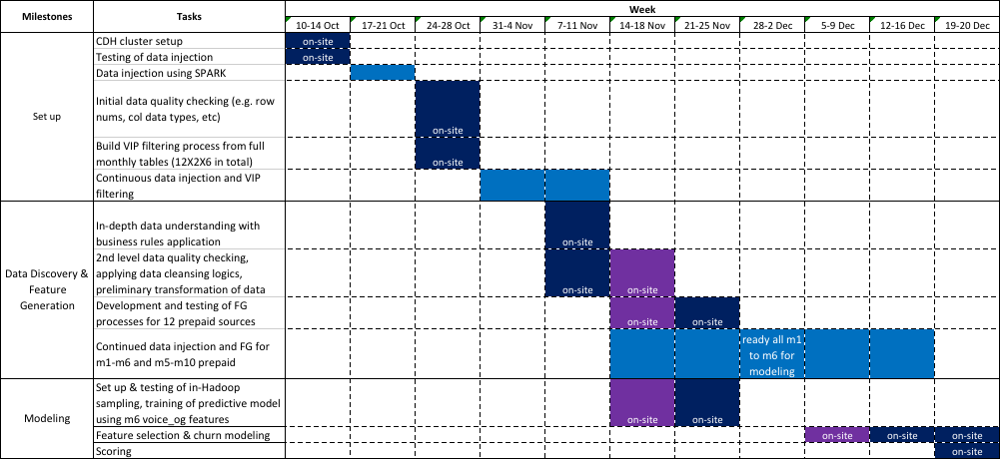 Milestones Tasks Week
10-14 Oct 17-21 Oct 24-28 Oct 31-4 Nov 7-11 Nov 14-18 Nov 21-25 Nov 28-2 Dec 5-9 Dec 12-16 Dec 19-20 Dec
Set up
CDH cluster setup on-site
Testing of data injection on-site
Data injection using SPARK
Initial data quality checking (e.g. row
nums, col data types, etc)
on-site
Build VIP filtering process from full
monthly tables (12X2X6 in total) on-site
Continuous data injection and VIP
filtering
Data Discovery &
Feature
Generation
In-depth data understanding with
business rules application on-site
2nd level data quality checking,
applying data cleansing logics,
preliminary transformation of data on-site on-site
Development and testing of FG
processes for 12 prepaid sources on-site on-site
Continued data injection and FG for
m1-m6 and m5-m10 prepaid
ready all m1
to m6 for
modeling
Modeling
Set up & testing of in-Hadoop
sampling, training of predictive model
using m6 voice_og features on-site on-site
Feature selection & churn modeling on-site on-site on-site
Scoring on-site